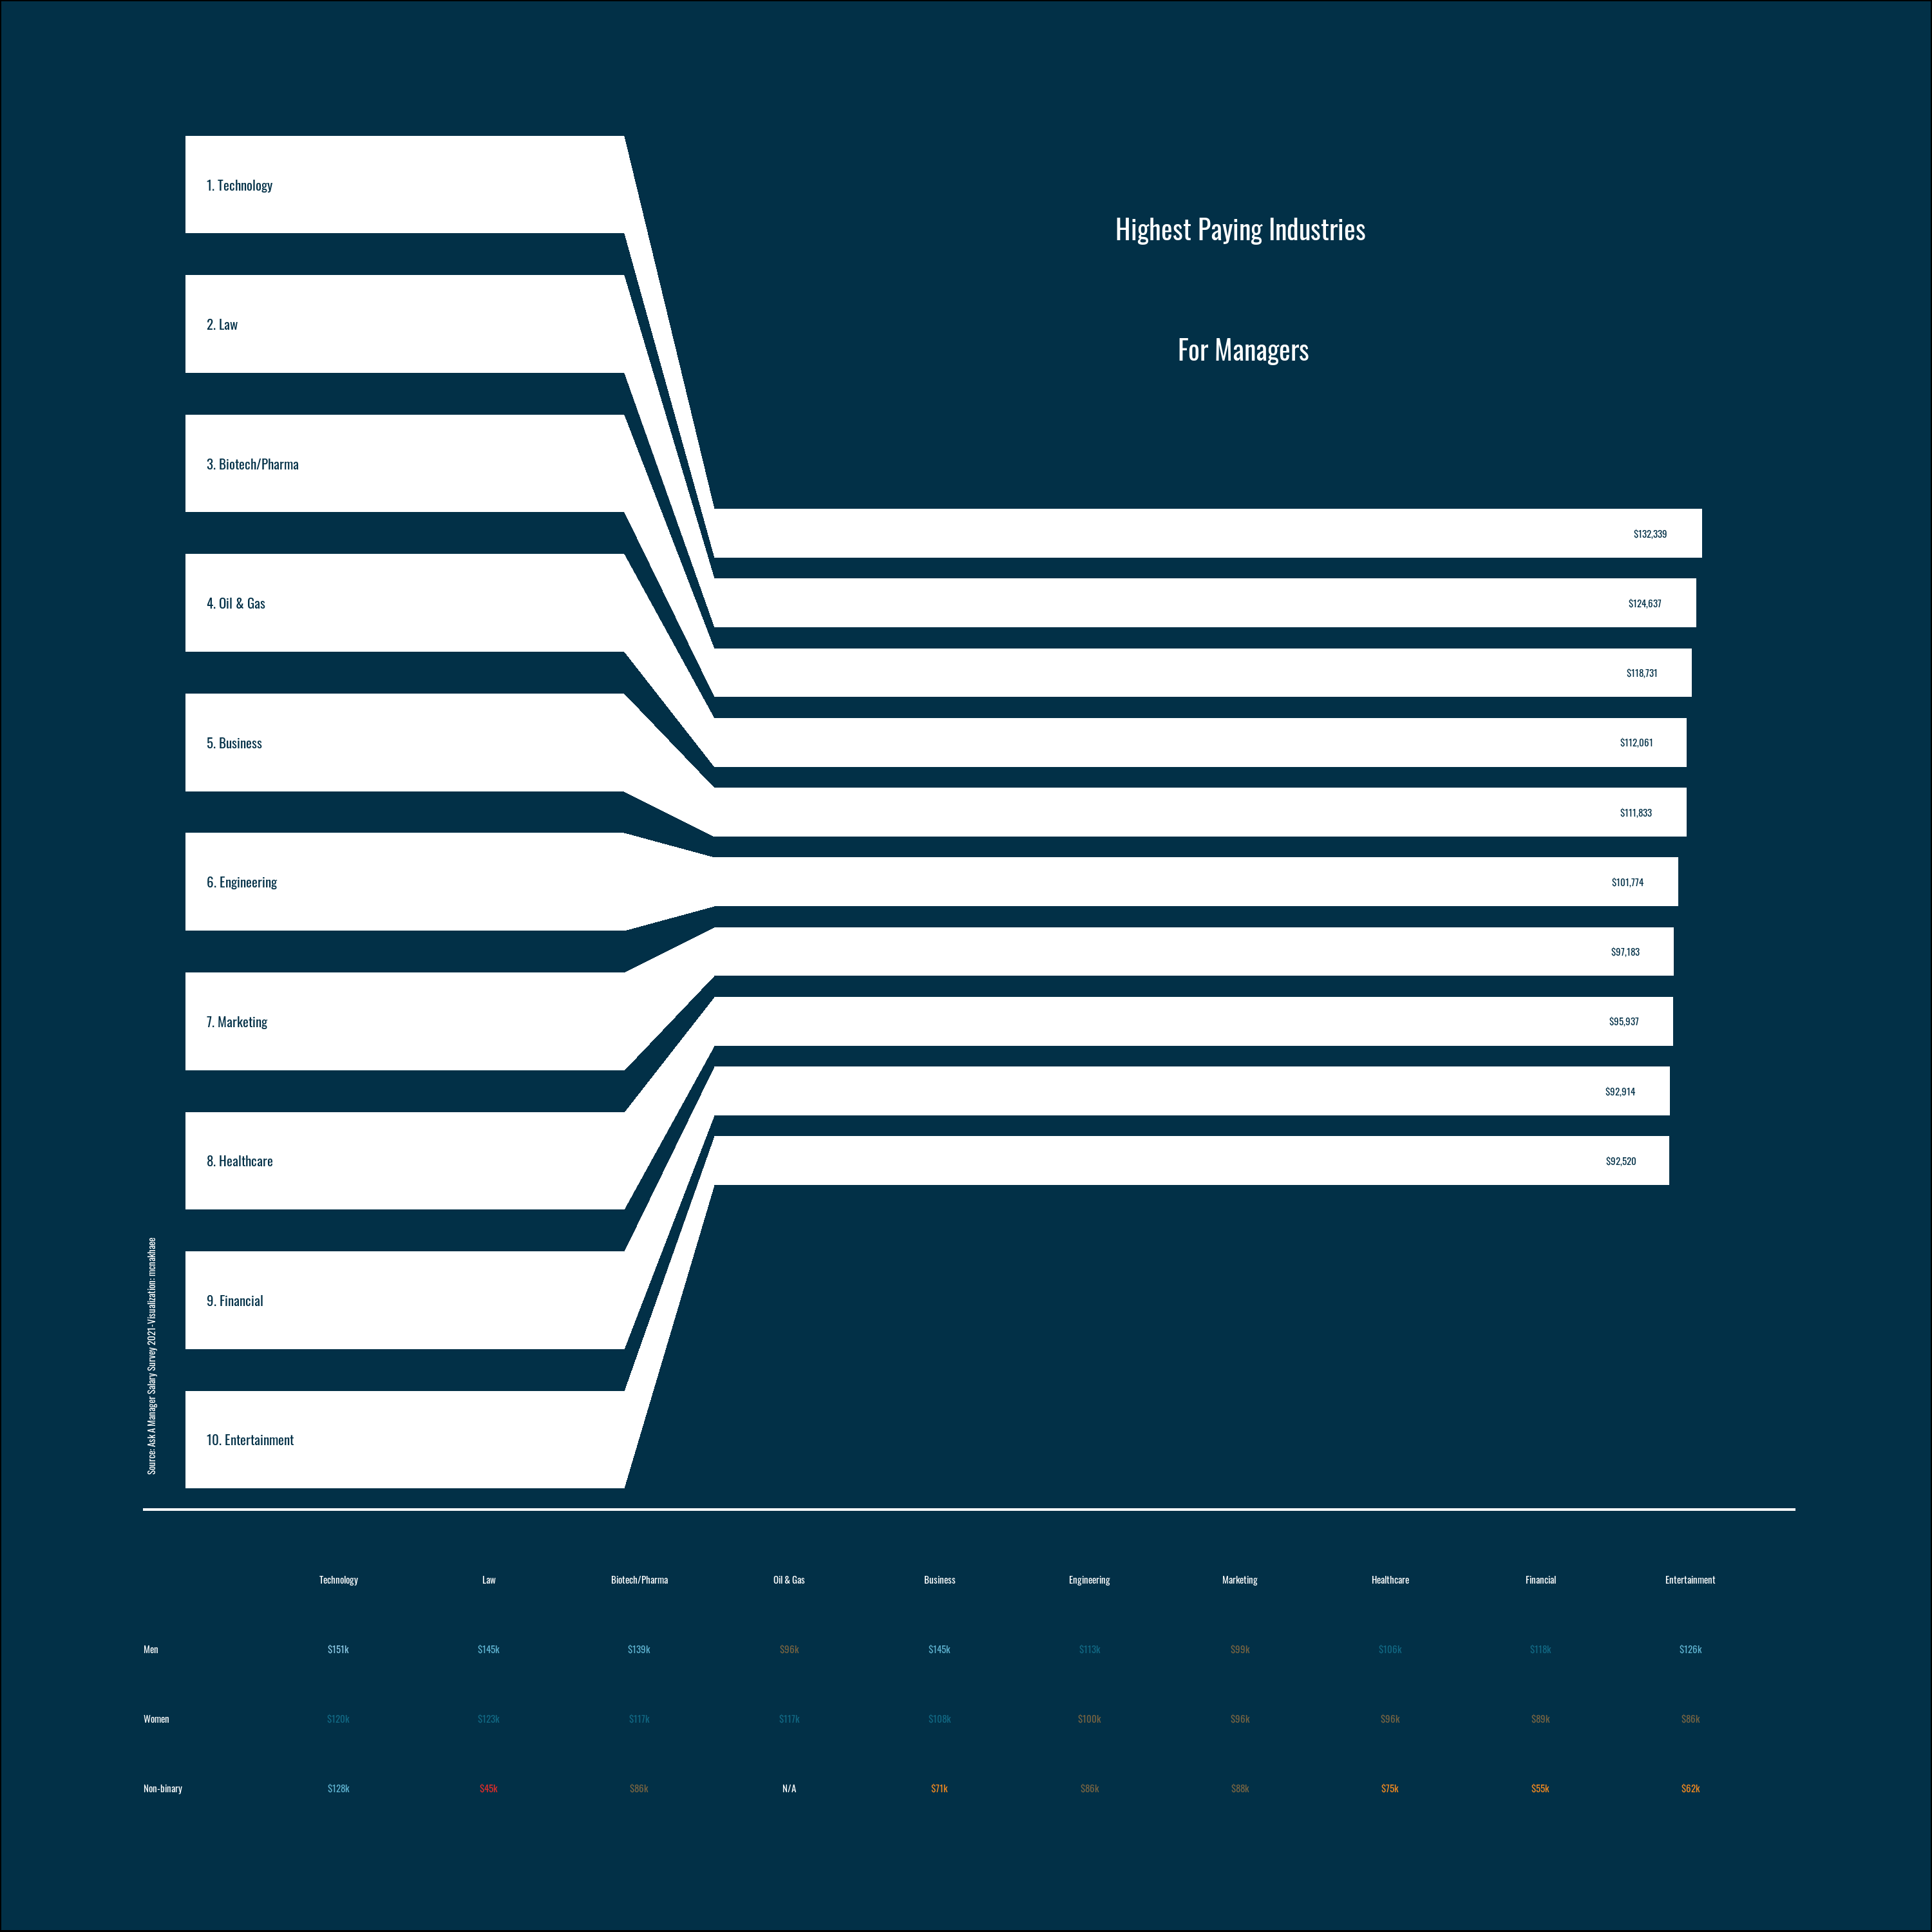 Highest Paying Industries
For Managers
1. Technology
2. Law
3. Biotech/Pharma
4. Oil & Gas
5. Business
6. Engineering
7. Marketing
8. Healthcare
9. Financial
10. Entertainment
$132,339
$124,637
$118,731
$112,061
$111,833
$101,774
$97,183
$95,937
$92,914
$92,520
Source: Ask A Manager Salary Survey 2021-Visualization: mcnakhaee
Technology Law Biotech/Pharma Oil & Gas Business Engineering Marketing Healthcare Financial Entertainment
Men $151k $145k $139k $96k $145k $113k $99k $106k $118k $126k
Women $120k $123k $117k $117k $108k $100k $96k $96k $89k $86k
Non-binary $128k $45k $86k N/A $71k $86k $88k $75k $55k $62k